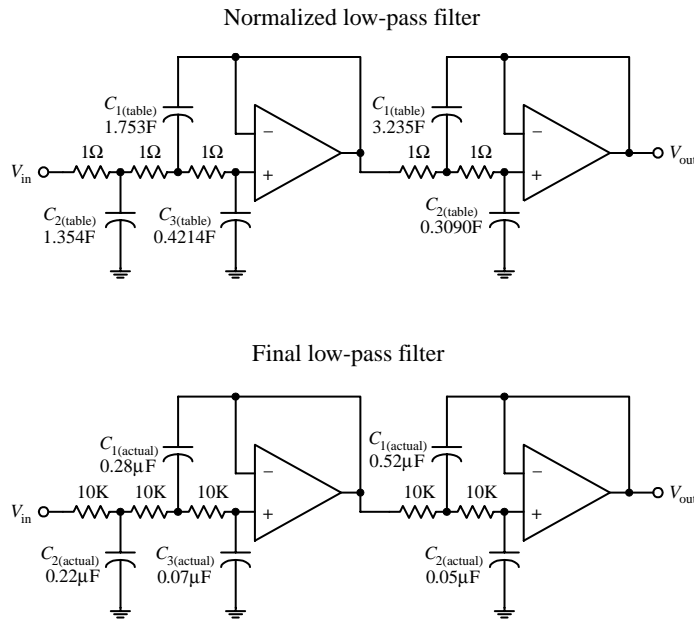 Normalized low-pass filter
C1(table)
1.753F
C1(table)
3.235F
1Ω 1Ω 1Ω
1Ω 1Ω
−
+
−
+
Vin
Vout
C2(table)
1.354F
C3(table)
0.4214F
C2(table)
0.3090F
Final low-pass filter
C1(actual)
0.28µF
C1(actual)
0.52µF
10K 10K 10K
10K 10K
−
+
−
+
Vin
Vout
C2(actual)
0.22µF
C3(actual)
0.07µF
C2(actual)
0.05µF